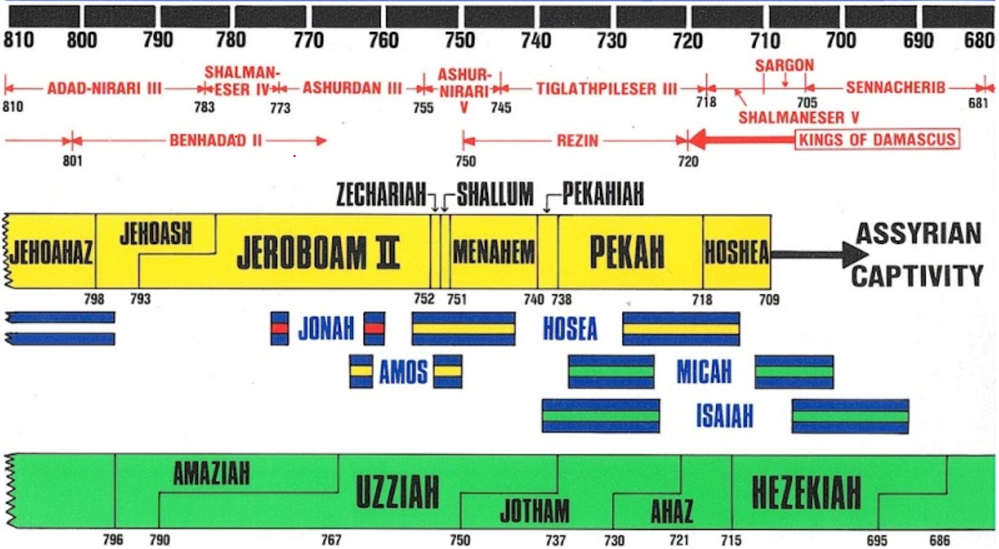 810 800 790 780 770 760 750 740 730 720 710 700 690 680
SARGON
SHALMAN- ASHUR-
ADAD-NIRARI III ESER IV ASHURDAN III NIRARI TIGLATHPILESER III SENNACHERIB
810 783 773 755 V 745 718 705 681
SHALMANESER V
BENHADAD II REZIN KINGS OF DAMASCUS
801 750 720
ZECHARIAH SHALLUM PEKAHIAH
JEHOASH
JEHOAHAZ JEROBOAM II MENAHEM PEKAH HOSHEA
ASSYRIAN
CAPTIVITY
798 793 752 751 740 738 718 709
JONAH HOSEA
AMOS MICAH
ISAIAH
AMAZIAH UZZIAH HEZEKIAH
JOTHAM AHAZ
796 790 767 750 737 730 721 715 695 686